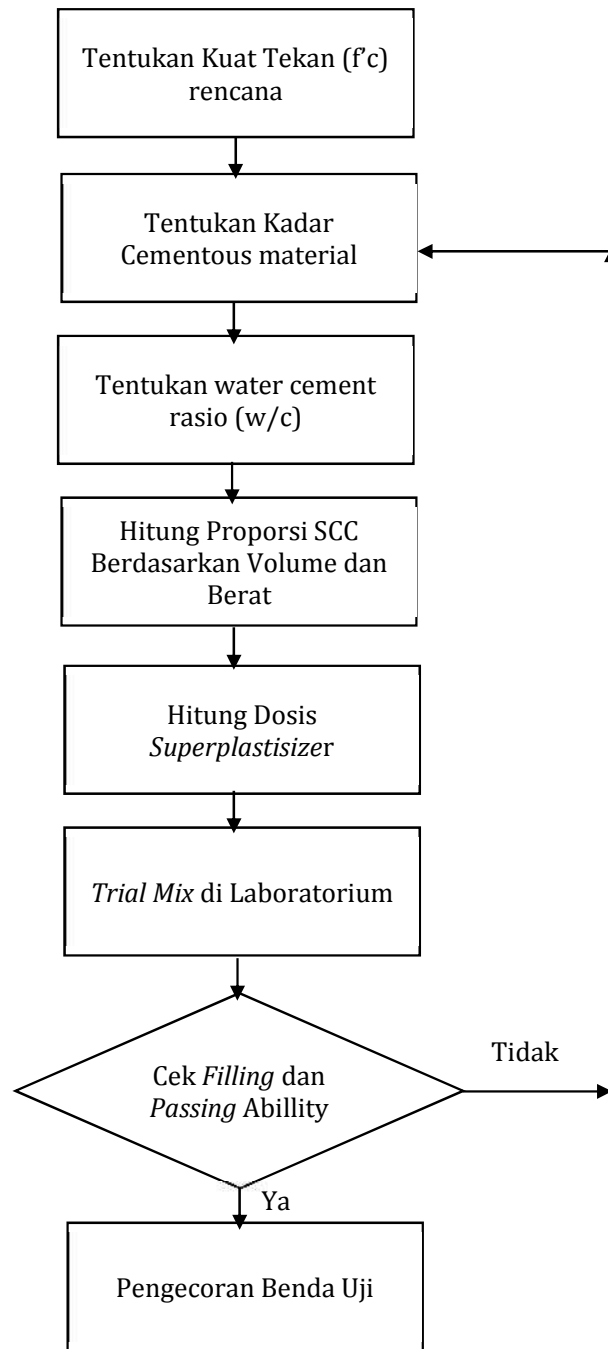 Tentukan Kuat Tekan (f’c)
rencana
Tentukan Kadar
Cementous material
Tentukan water cement
rasio (w/c)
Hitung Proporsi SCC
Berdasarkan Volume dan
Berat
Hitung Dosis
Superplastisizer
Trial Mix di Laboratorium
Cek Filling dan
Passing Abillity
Tidak
Ya
Pengecoran Benda Uji